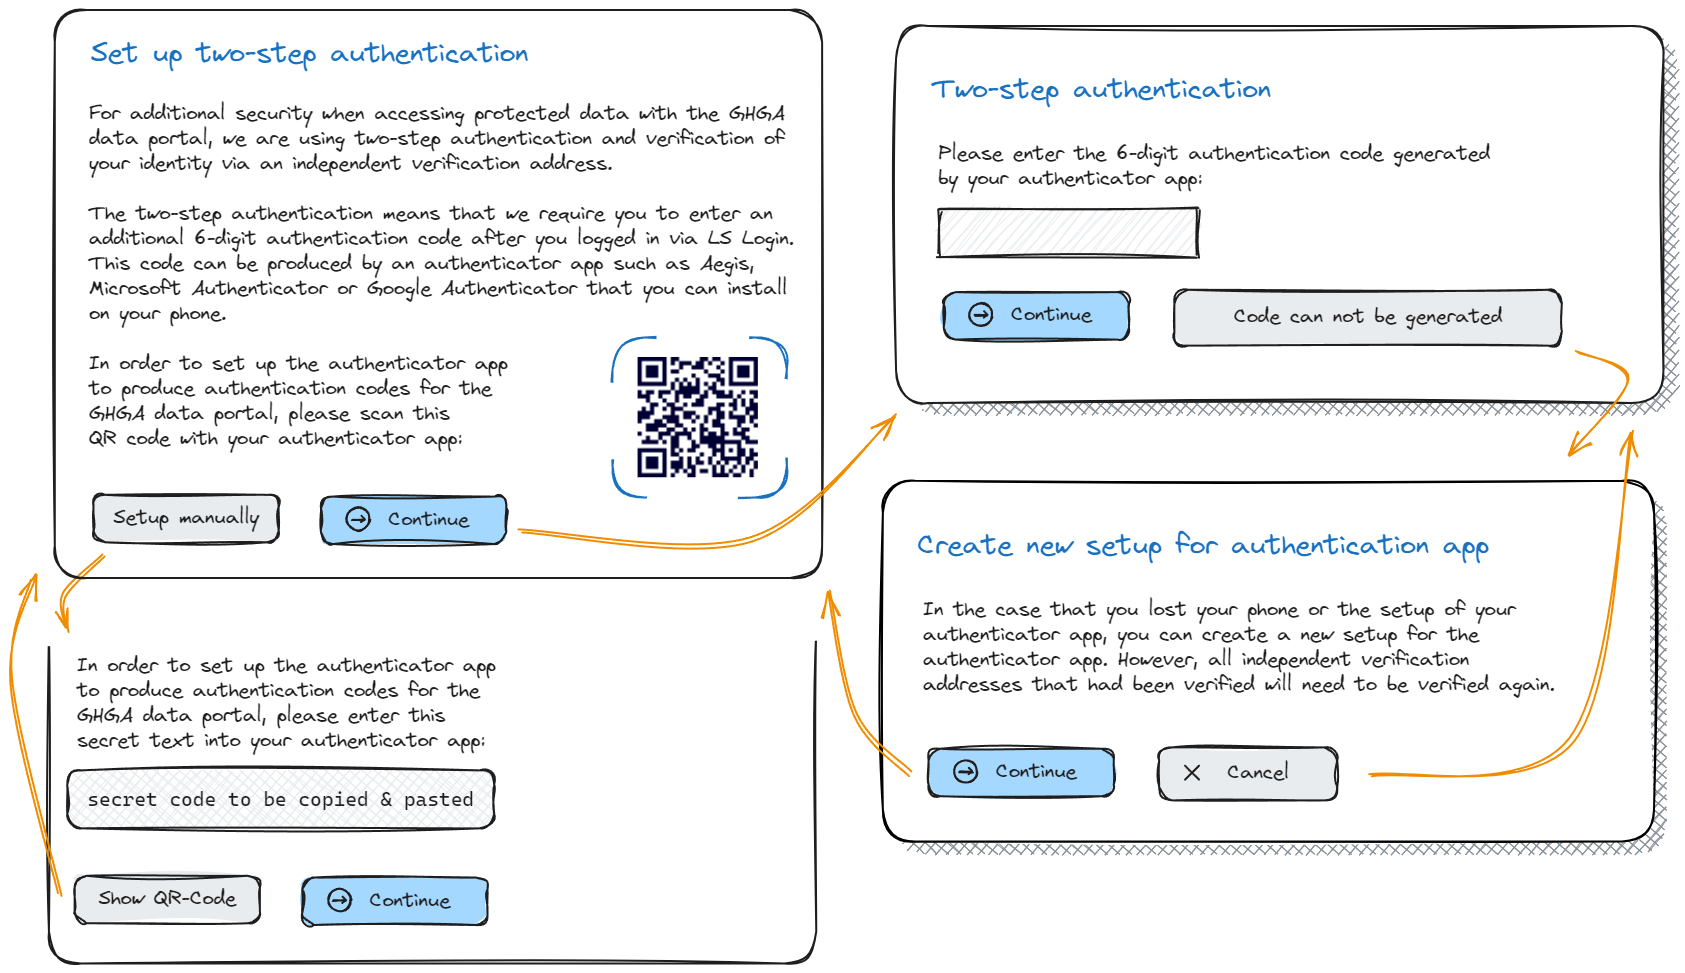 Set up two-step authentication
For additional security when accessing protected data with the GHGA
data portal, we are using two-step authentication and verification of
your identity via an independent verification address.
The two-step authentication means that we require you to enter an
additional 6-digit authentication code after you logged in via LS Login.
This code can be produced by an authenticator app such as Aegis,
Microsoft Authenticator or Google Authenticator that you can install
on your phone.
In order to set up the authenticator app
to produce authentication codes for the
GHGA data portal, please scan this
QR code with your authenticator app:
Setup manually
Continue
In order to set up the authenticator app
to produce authentication codes for the
GHGA data portal, please enter this
secret text into your authenticator app:
secret code to be copied & pasted
Show QR-Code
Continue
Two-step authentication
Please enter the 6-digit authentication code generated
by your authenticator app:
Continue
Code can not be generated
Create new setup for authentication app
In the case that you lost your phone or the setup of your
authenticator app, you can create a new setup for the
authenticator app. However, all independent verification
addresses that had been verified will need to be verified again.
Continue
Cancel